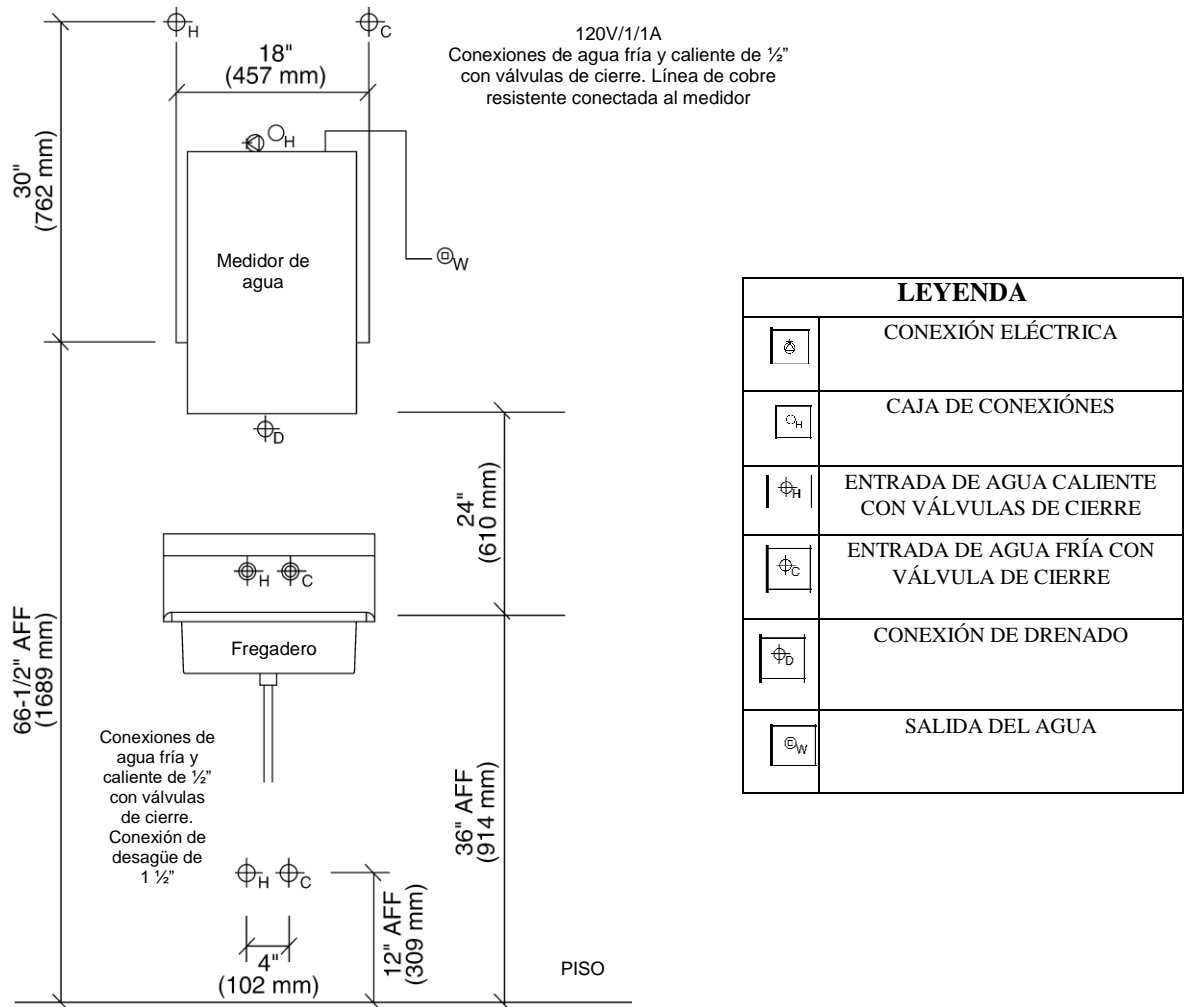 H
C
18"
(457 mm)
120V/1/1A
Conexiones de agua fría y caliente de ½"
con válvulas de cierre. Línea de cobre
resistente conectada al medidor
30"
(762 mm)
H
Medidor de
agua
W
D
24"
(610 mm)
H
C
Fregadero
66-1/2" AFF
(1689 mm)
Conexiones de
agua fría y
caliente de ½"
con válvulas
de cierre.
Conexión de
desagüe de
1 ½"
36" AFF
(914 mm)
H
C
4"
(102 mm)
12" AFF
(309 mm)
PISO
LEYENDA
CONEXIÓN ELÉCTRICA
H
CAJA DE CONEXIÓNES
H
ENTRADA DE AGUA CALIENTE
CON VÁLVULAS DE CIERRE
C
ENTRADA DE AGUA FRÍA CON
VÁLVULA DE CIERRE
D
CONEXIÓN DE DRENADO
W
SALIDA DEL AGUA